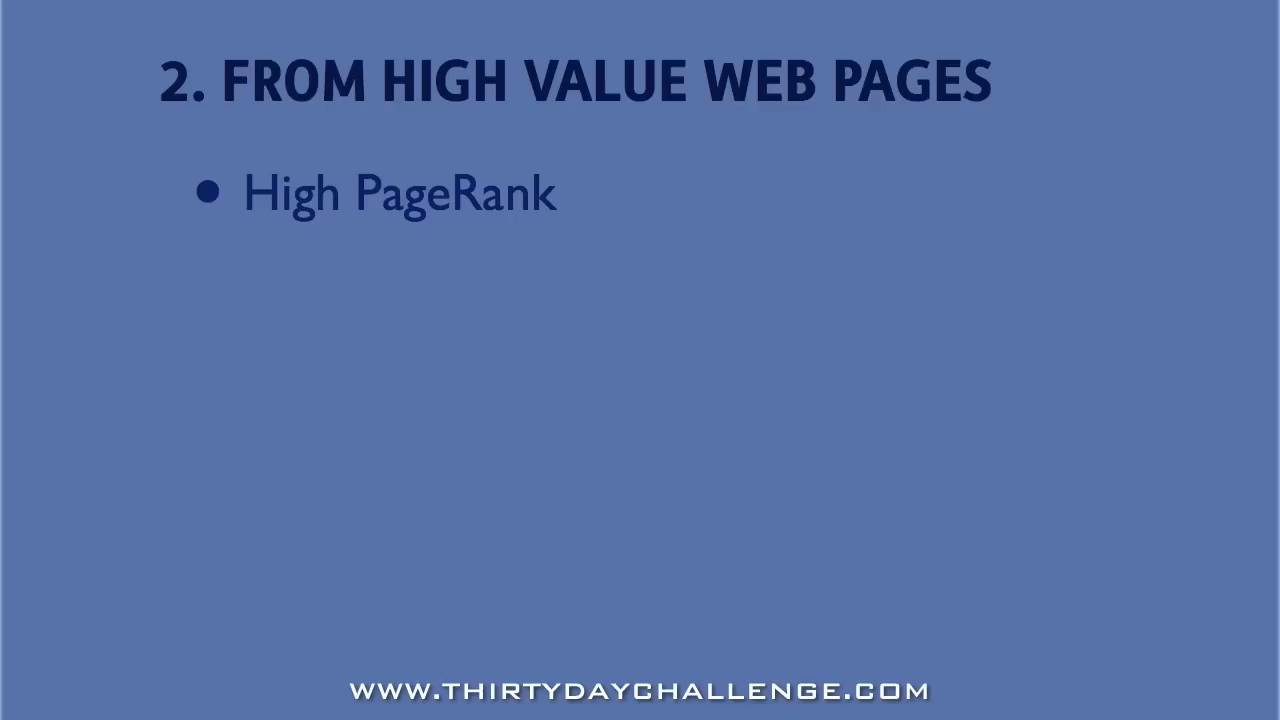 2. FROM HIGH VALUE WEB PAGES
• High PageRank
WWW.THIRTYDAYCHALLENGE.COM